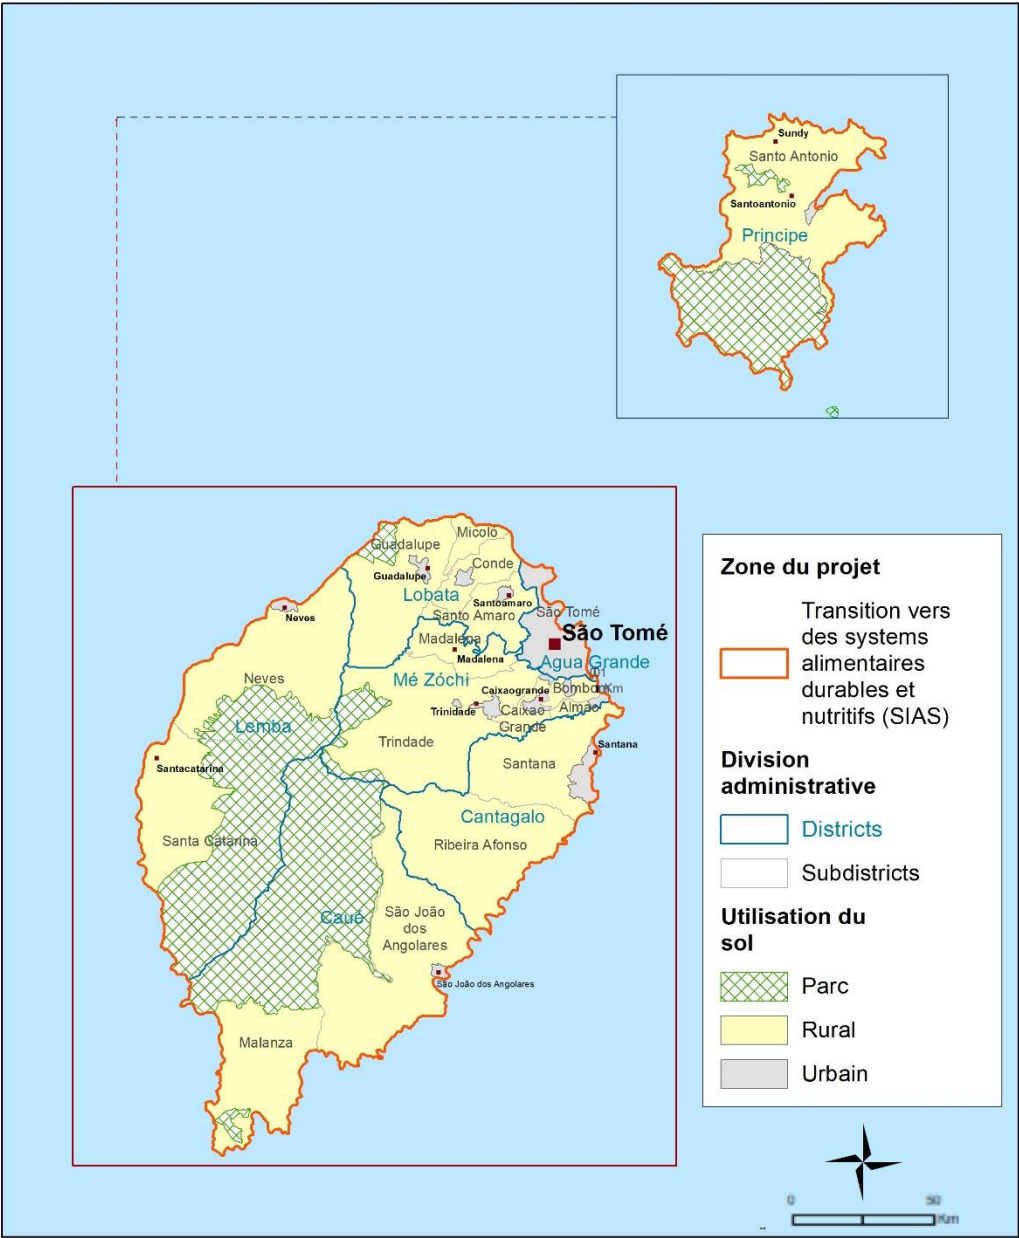 Sundy
Santo Antonio
Santoantonio
Principe
Micoló
Guadalupe
Conde
Guadalupe
Lobata
Santoamaro
Santo Amaro
São Tomé
Neves
São Tomé
Madalena
Madalena
Agua Grande
Neves
Mé Zóchi
Caixaogrande
Bombom
Km
Trinidade
Caixao
Grande
Almão
Lemba
Trindade
Santana
Santana
Santacatarina
Cantagalo
Santa Catarina
Ribeira Afonso
Caué
São João
dos
Angolares
São João dos Angolares
Malanza
Zone du projet
Transition vers
des systems
alimentaires
durables et
nutritifs (SIAS)
Division
administrative
Districts
Subdistricts
Utilisation du
sol
Parc
Rural
Urbain
0 50
Km